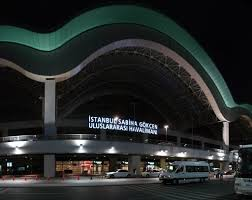 İSTANBUL SABİHA GÖKÇEN
ULUSLARARASI HAVALİMANI